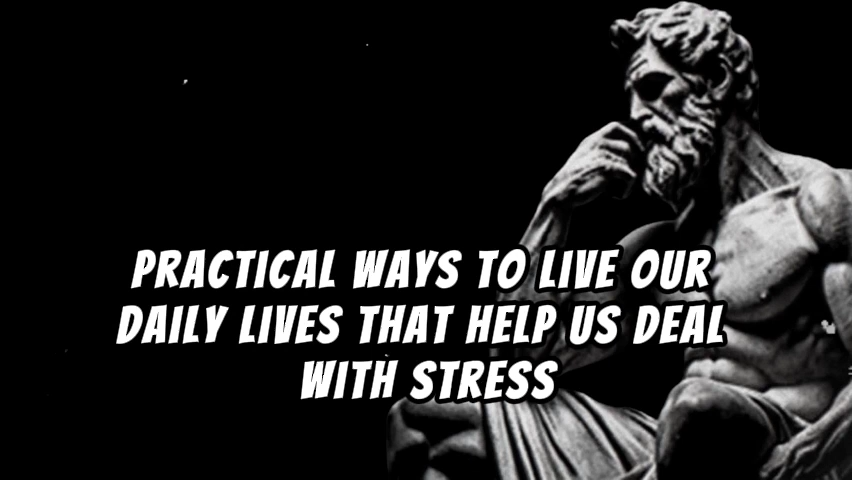 PRACTICAL WAYS TO LIVE OUR
DAILY LIVES THAT HELP US DEAL
WITH STRESS